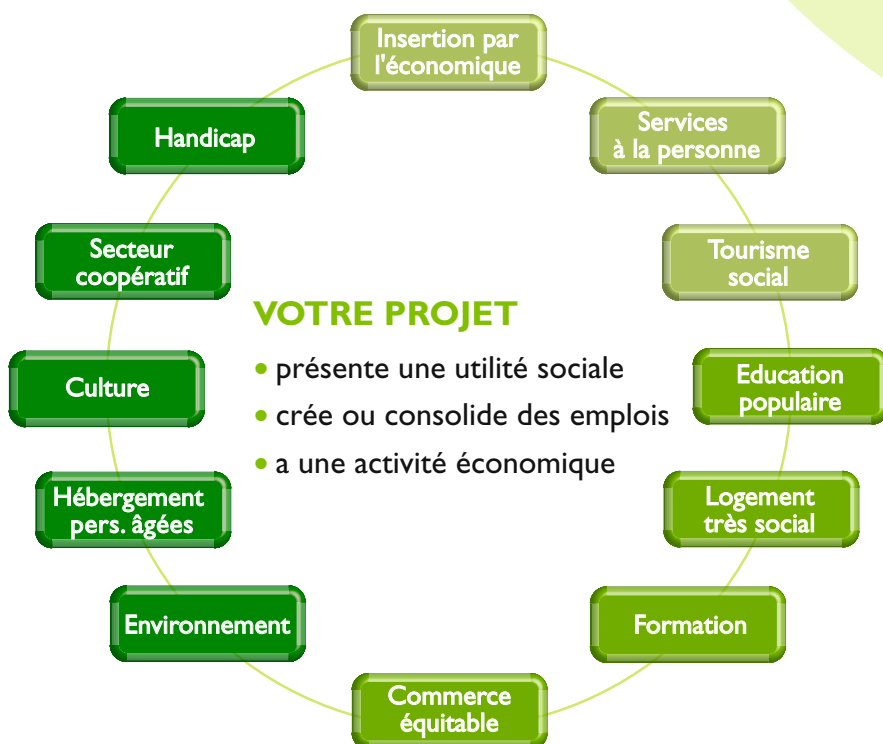 Insertion par
l'économique
Services
à la personne
Tourisme
social
Education
populaire
Logement
très social
Formation
Commerce
équitable
Environnement
Hébergement
pers. âgées
Culture
Secteur
coopératif
Handicap
VOTRE PROJET
• présente une utilité sociale
• crée ou consolide des emplois
• a une activité économique